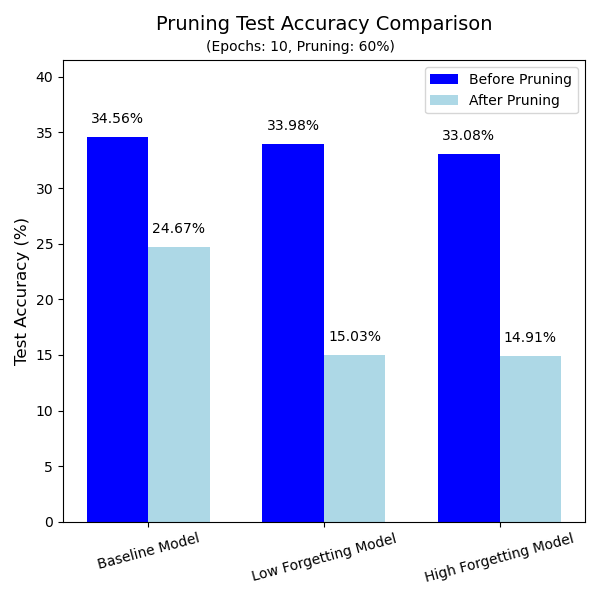 Pruning Test Accuracy Comparison
(Epochs: 10, Pruning: 60%)
Before Pruning
After Pruning
Test Accuracy (%)
40
35
30
25
20
15
10
5
0
34.56%
24.67%
33.98%
15.03%
33.08%
14.91%
Baseline Model
Low Forgetting Model
High Forgetting Model